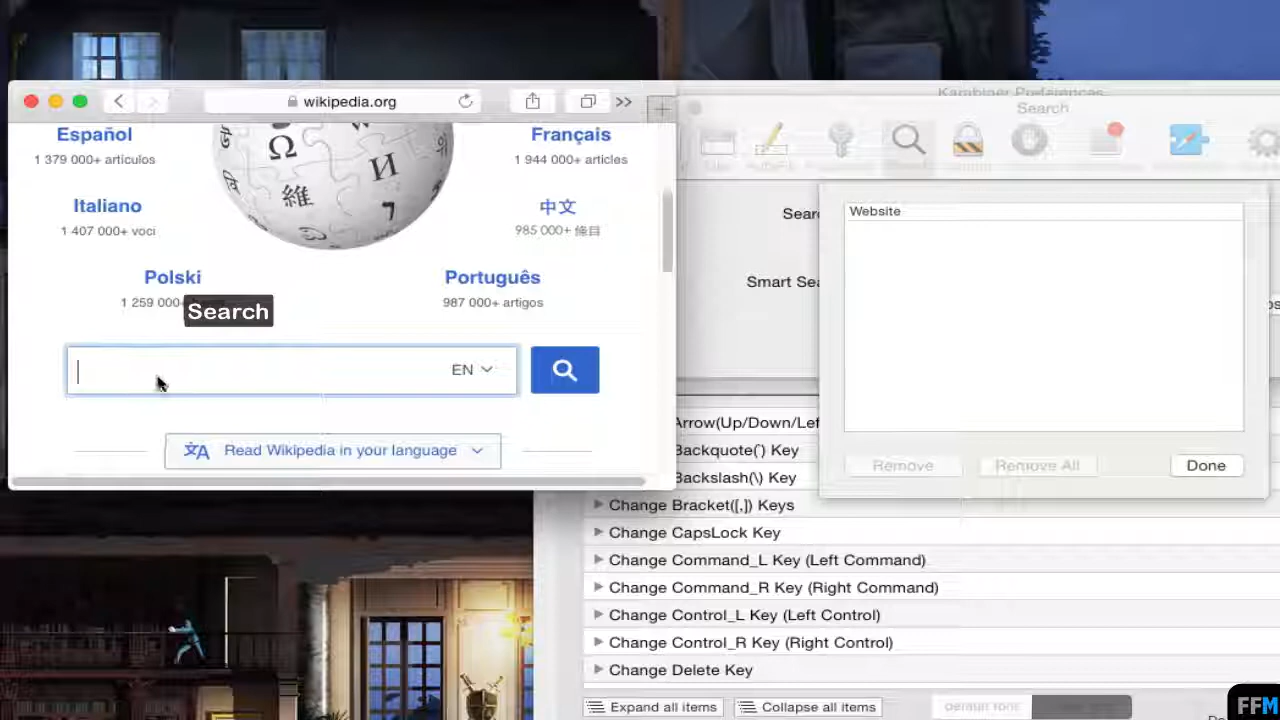 wikipedia.org
Español
1 379 000+ artículos
Français
1 944 000+ articles
Italiano
1 407 000+ voci
中文
985 000+ 條目
Polski
1 259 000
Português
987 000+ artigos
Search
EN
Read Wikipedia in your language
Karabiner Preferences
Search
Website
Smart
Remove
Remove All
Done
Arrow(Up/Down/
Backquote(`) Key
Backslash(\) Key
Change Bracket([,]) Keys
Change CapsLock Key
Change Command_L Key (Left Command)
Change Command_R Key (Right Command)
Change Control_L Key (Left Control)
Change Control_R Key (Right Control)
Change Delete Key
Expand all items
Collapse all items
Default font
FFM